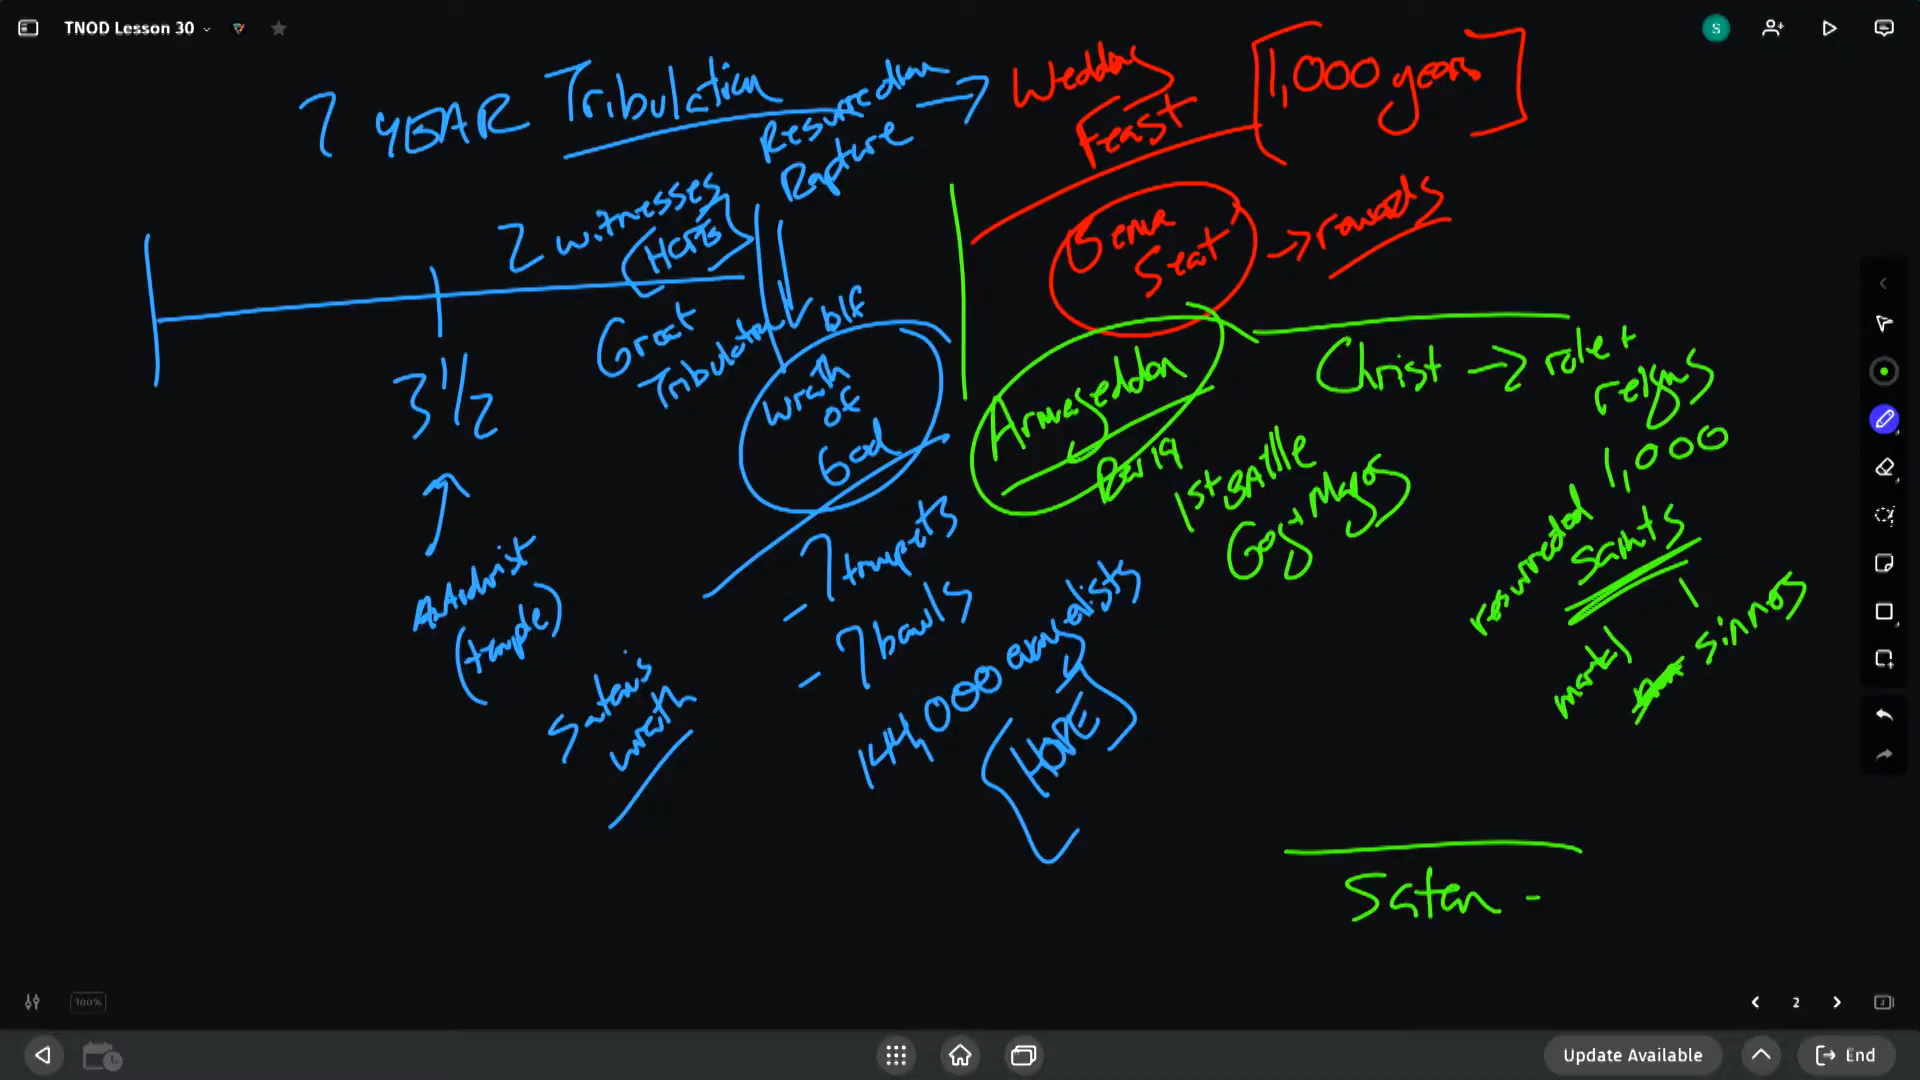 TNOD Lesson 30
S
7 YEAR Tribulation
Resurrection
Rapture
Wedding
Feast
1,000 years
2 witnesses
(HOPE)
Bema
Seat
rewards
Great
Tribulation
b/f
3 1/2
Wrath
of
God
Armageddon
Rev 19
Christ
rule +
reigns
1,000
1st BAttle
Gog + Magog
resurrected
saints
mortal
sinners
Antichrist
(temple)
7 trumpets
- 7 bowls
-
144,000 evangelists
HOPE
Satan's
wrath
Satan -
100%
2
Update Available
End